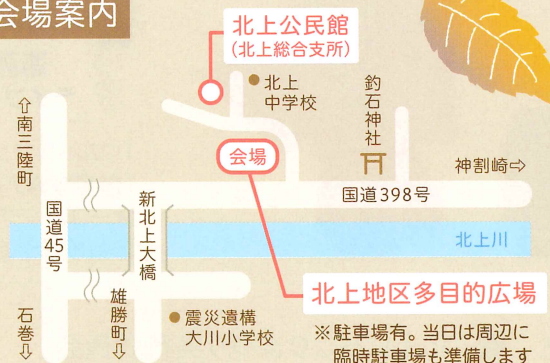 会場案内
北上公民館
(北上総合支所)
北上
中学校
釣石神社
⇧南三陸町
会場
神割崎⇨
国道398号
国道45号
新北上大橋
北上川
北上地区多目的広場
石巻⇩
雄勝町⇩
震災遺構
大川小学校
※駐車場有。当日は周辺に
臨時駐車場も準備します